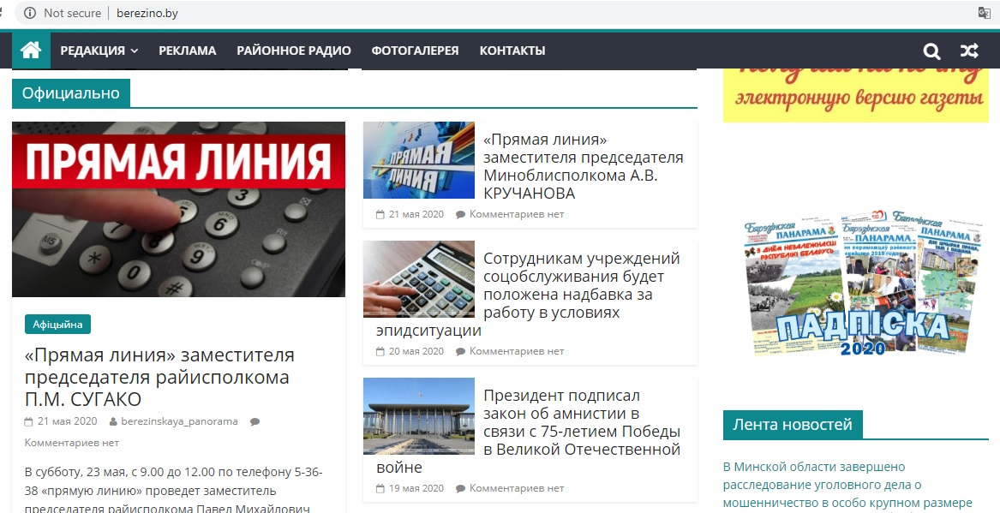 Not secure | berezino.by
РЕДАКЦИЯ РЕКЛАМА РАЙОННОЕ РАДИО ФОТОГАЛЕРЕЯ КОНТАКТЫ
Официально
ПРЯМАЯ ЛИНИЯ
Афіцыйна
«Прямая линия» заместителя
председателя райисполкома
П.М. СУГАКО
21 мая 2020 berezinskaya_panorama
Комментариев нет
В субботу, 23 мая, с 9.00 до 12.00 по телефону 5-36-
38 «прямую линию» проведет заместитель
председателя райисполкома Павел Михайлович
ПРЯМАЯ
ЛИНИЯ
«Прямая линия»
заместителя председателя
Миноблисполкома А.В.
КРУЧАНОВА
21 мая 2020 Комментариев нет
Сотрудникам учреждений
соцобслуживания будет
положена надбавка за
работу в условиях
эпидситуации
20 мая 2020 Комментариев нет
Президент подписал
закон об амнистии в
связи с 75-летием Победы
в Великой Отечественной
войне
19 мая 2020 Комментариев нет
электронную версию газеты
Бярэзінская
ПАНАРАМА
З ДНЁМ НЕЗАЛЕЖНАСЦІ
РЭСПУБЛІКІ БЕЛАРУСЬ
ПАНАРАМА
ПАНАРАМА
ПАДПІСКА
2020
Лента новостей
В Минской области завершено
расследование уголовного дела о
мошенничестве в особо крупном размере